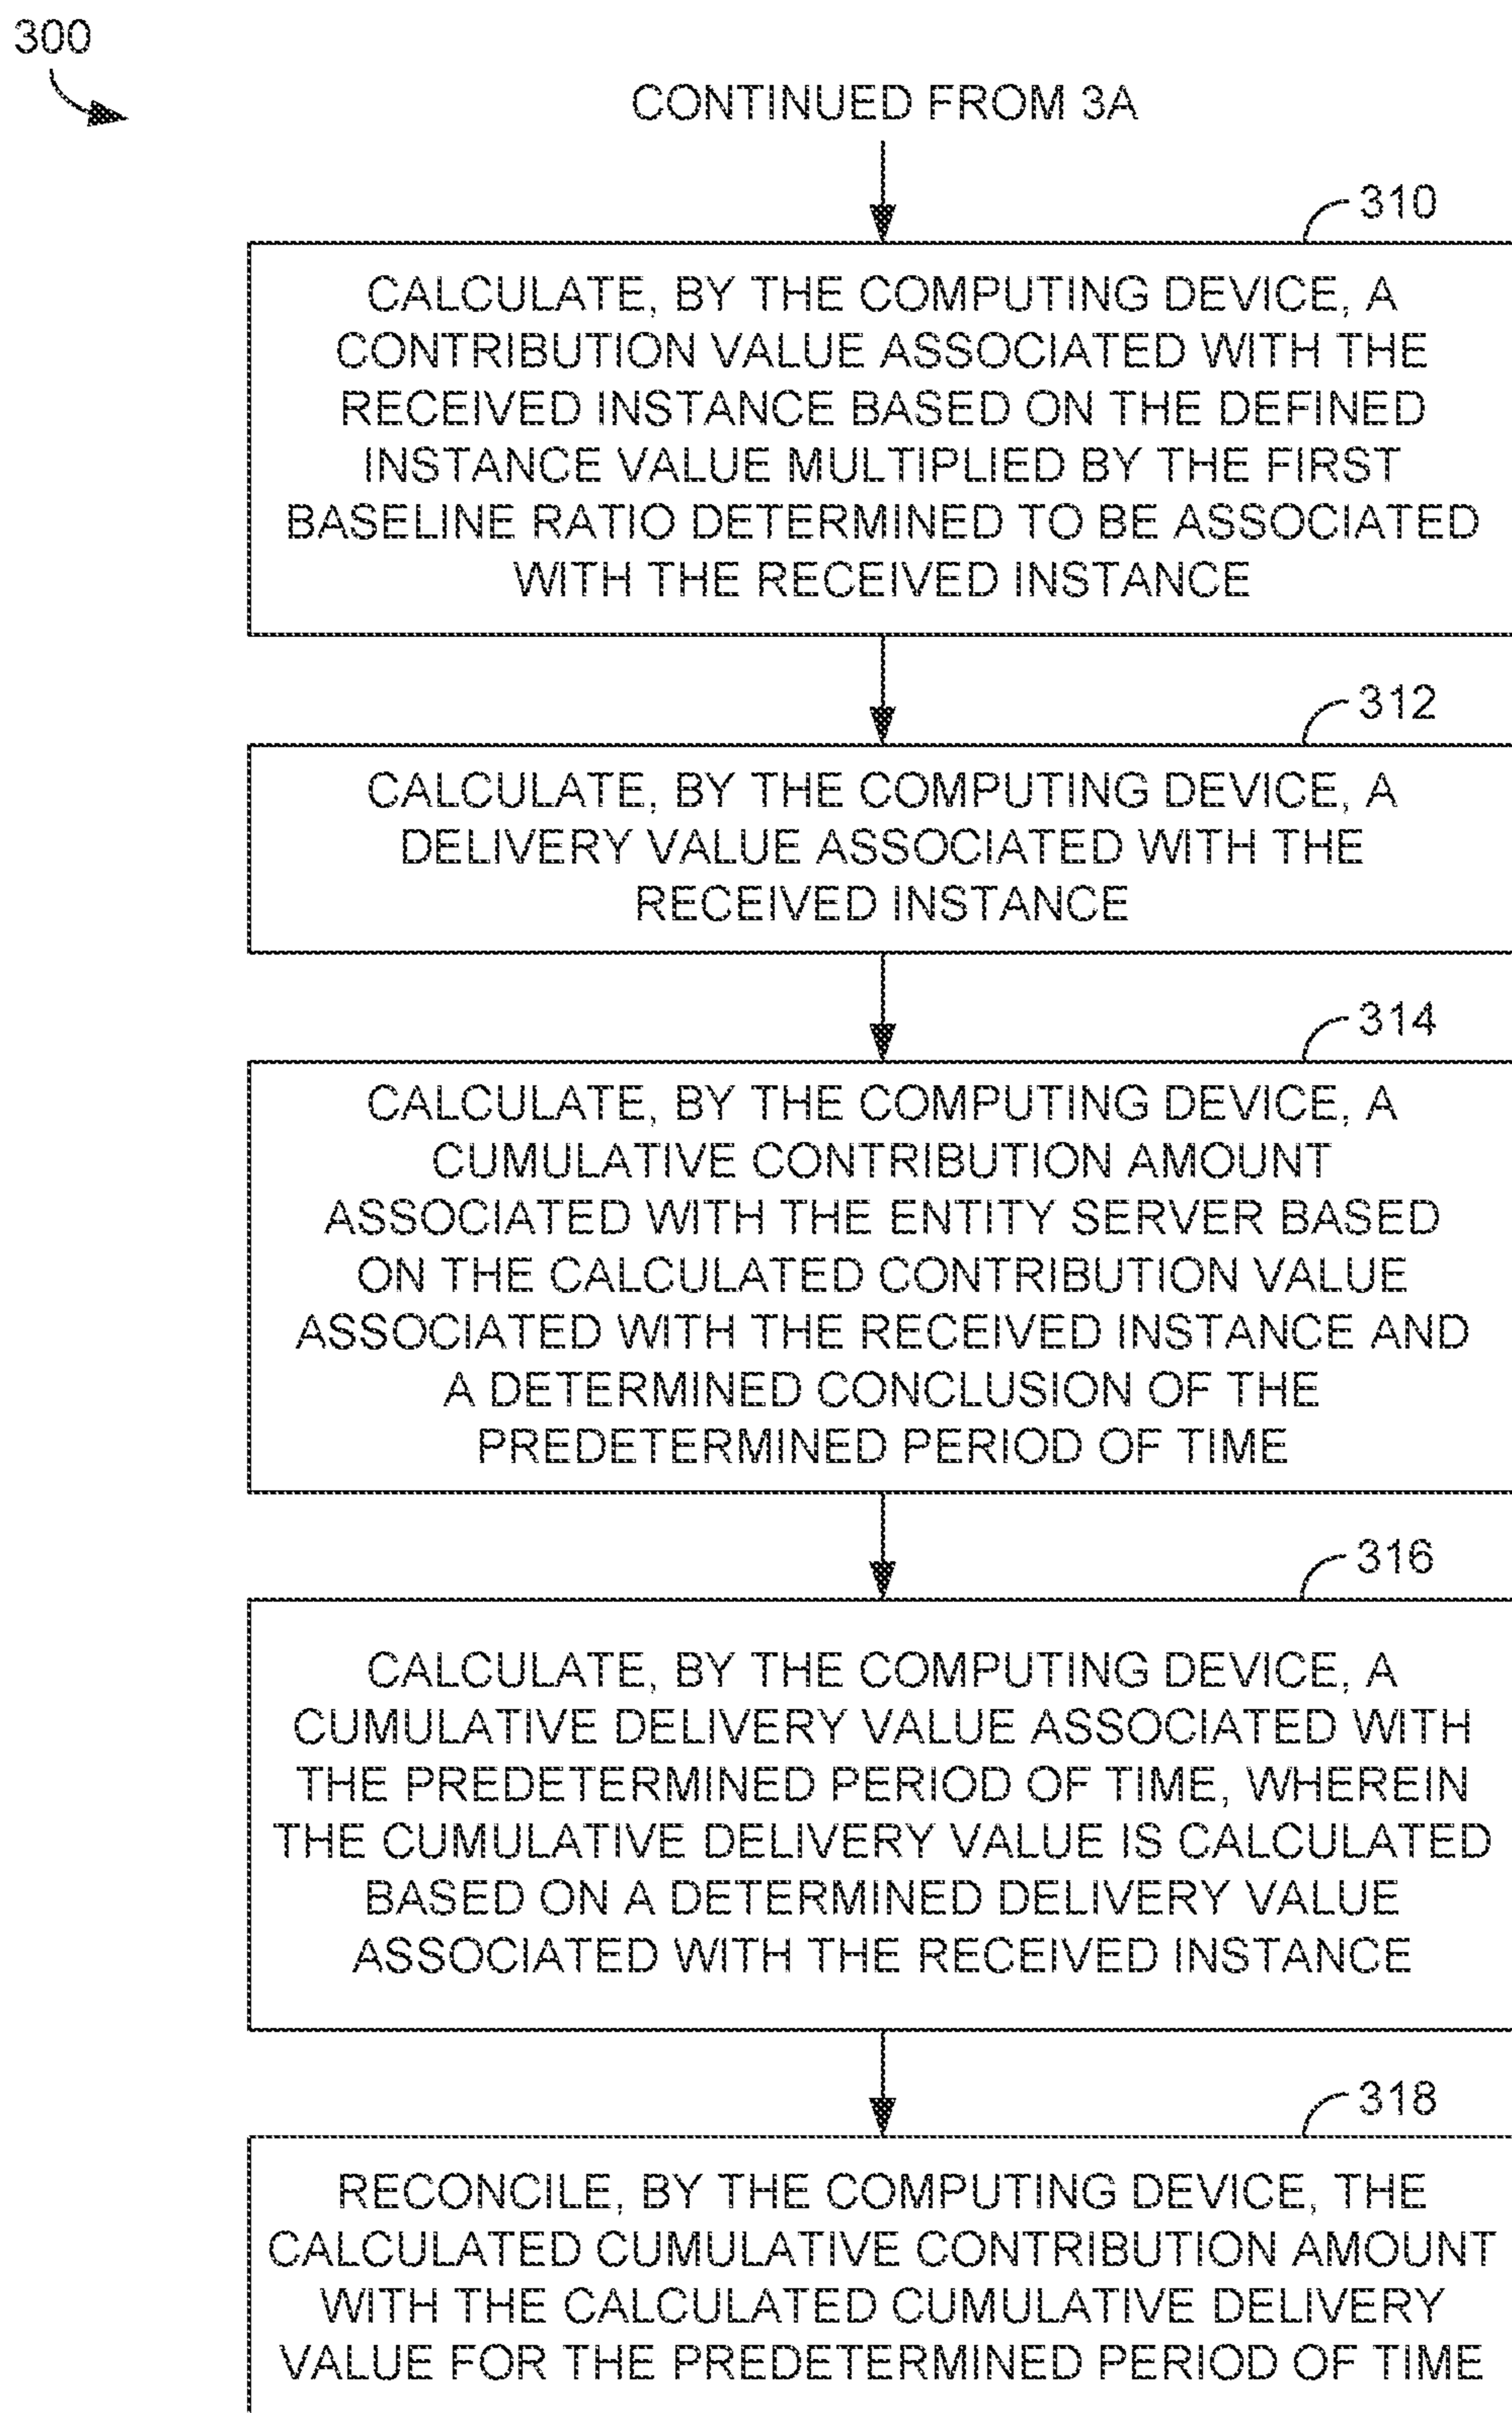 300
CONTINUED FROM 3A
310
CALCULATE, BY THE COMPUTING DEVICE, A
CONTRIBUTION VALUE ASSOCIATED WITH THE
RECEIVED INSTANCE BASED ON THE DEFINED
INSTANCE VALUE MULTIPLIED BY THE FIRST
BASELINE RATIO DETERMINED TO BE ASSOCIATED
WITH THE RECEIVED INSTANCE
312
CALCULATE, BY THE COMPUTING DEVICE, A
DELIVERY VALUE ASSOCIATED WITH THE
RECEIVED INSTANCE
314
CALCULATE, BY THE COMPUTING DEVICE, A
CUMULATIVE CONTRIBUTION AMOUNT
ASSOCIATED WITH THE ENTITY SERVER BASED
ON THE CALCULATED CONTRIBUTION VALUE
ASSOCIATED WITH THE RECEIVED INSTANCE AND
A DETERMINED CONCLUSION OF THE
PREDETERMINED PERIOD OF TIME
316
CALCULATE, BY THE COMPUTING DEVICE, A
CUMULATIVE DELIVERY VALUE ASSOCIATED WITH
THE PREDETERMINED PERIOD OF TIME, WHEREIN
THE CUMULATIVE DELIVERY VALUE IS CALCULATED
BASED ON A DETERMINED DELIVERY VALUE
ASSOCIATED WITH THE RECEIVED INSTANCE
318
RECONCILE, BY THE COMPUTING DEVICE, THE
CALCULATED CUMULATIVE CONTRIBUTION AMOUNT
WITH THE CALCULATED CUMULATIVE DELIVERY
VALUE FOR THE PREDETERMINED PERIOD OF TIME